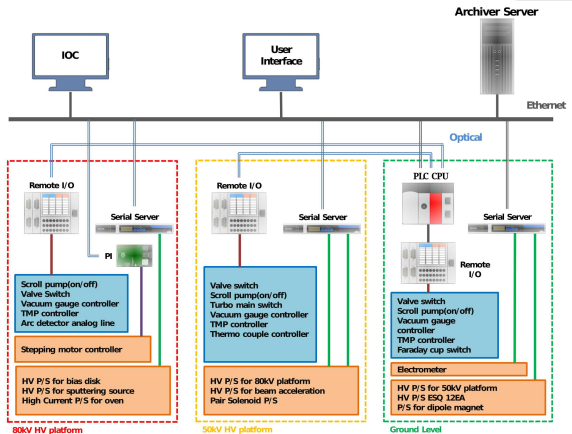 Archiver Server
IOC
User
Interface
Ethernet
Optical
Remote I/O
Serial Server
PI
Scroll pump(on/off)
Valve Switch
Vacuum gauge controller
TMP controller
Arc detector analog line
Stepping motor controller
HV P/S for bias disk
HV P/S for sputtering source
High Current P/S for oven
80kV HV platform
Remote I/O
Serial Server
Valve switch
Scroll pump(on/off)
Turbo main switch
Vacuum gauge controller
TMP controller
Thermo couple controller
HV P/S for 80kV platform
HV P/S for beam acceleration
Pair Solenoid P/S
50kV HV platform
PLC CPU
Serial Server
Remote
I/O
Valve switch
Scroll pump(on/off)
Vacuum gauge
controller
TMP controller
Faraday cup switch
Electrometer
HV P/S for 50kV platform
HV P/S ESQ 12EA
P/S for dipole magnet
Ground Level